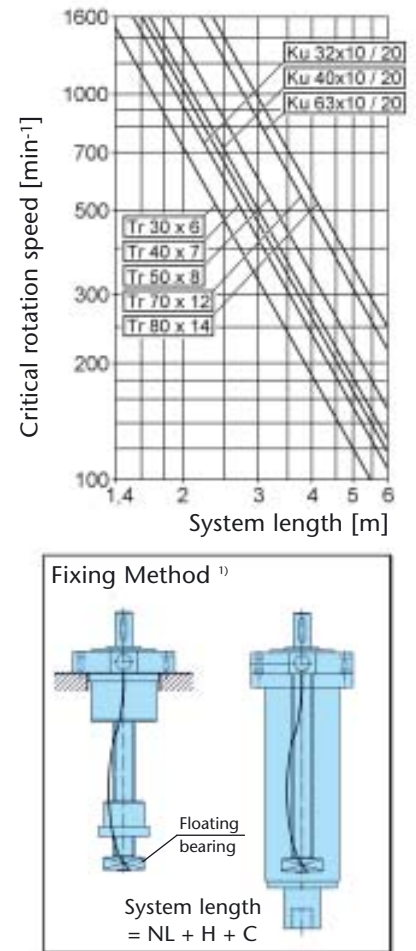 Critical rotation speed [min-1]
1600
1000
700
500
300
200
100
Ku 32x10 / 20
Ku 40x10 / 20
Ku 63x10 / 20
Tr 30 x 6
Tr 40 x 7
Tr 50 x 8
Tr 70 x 12
Tr 80 x 14
1,4 2 3 4 5 6
System length [m]
Fixing Method 1)
Floating
bearing
System length
= NL + H + C